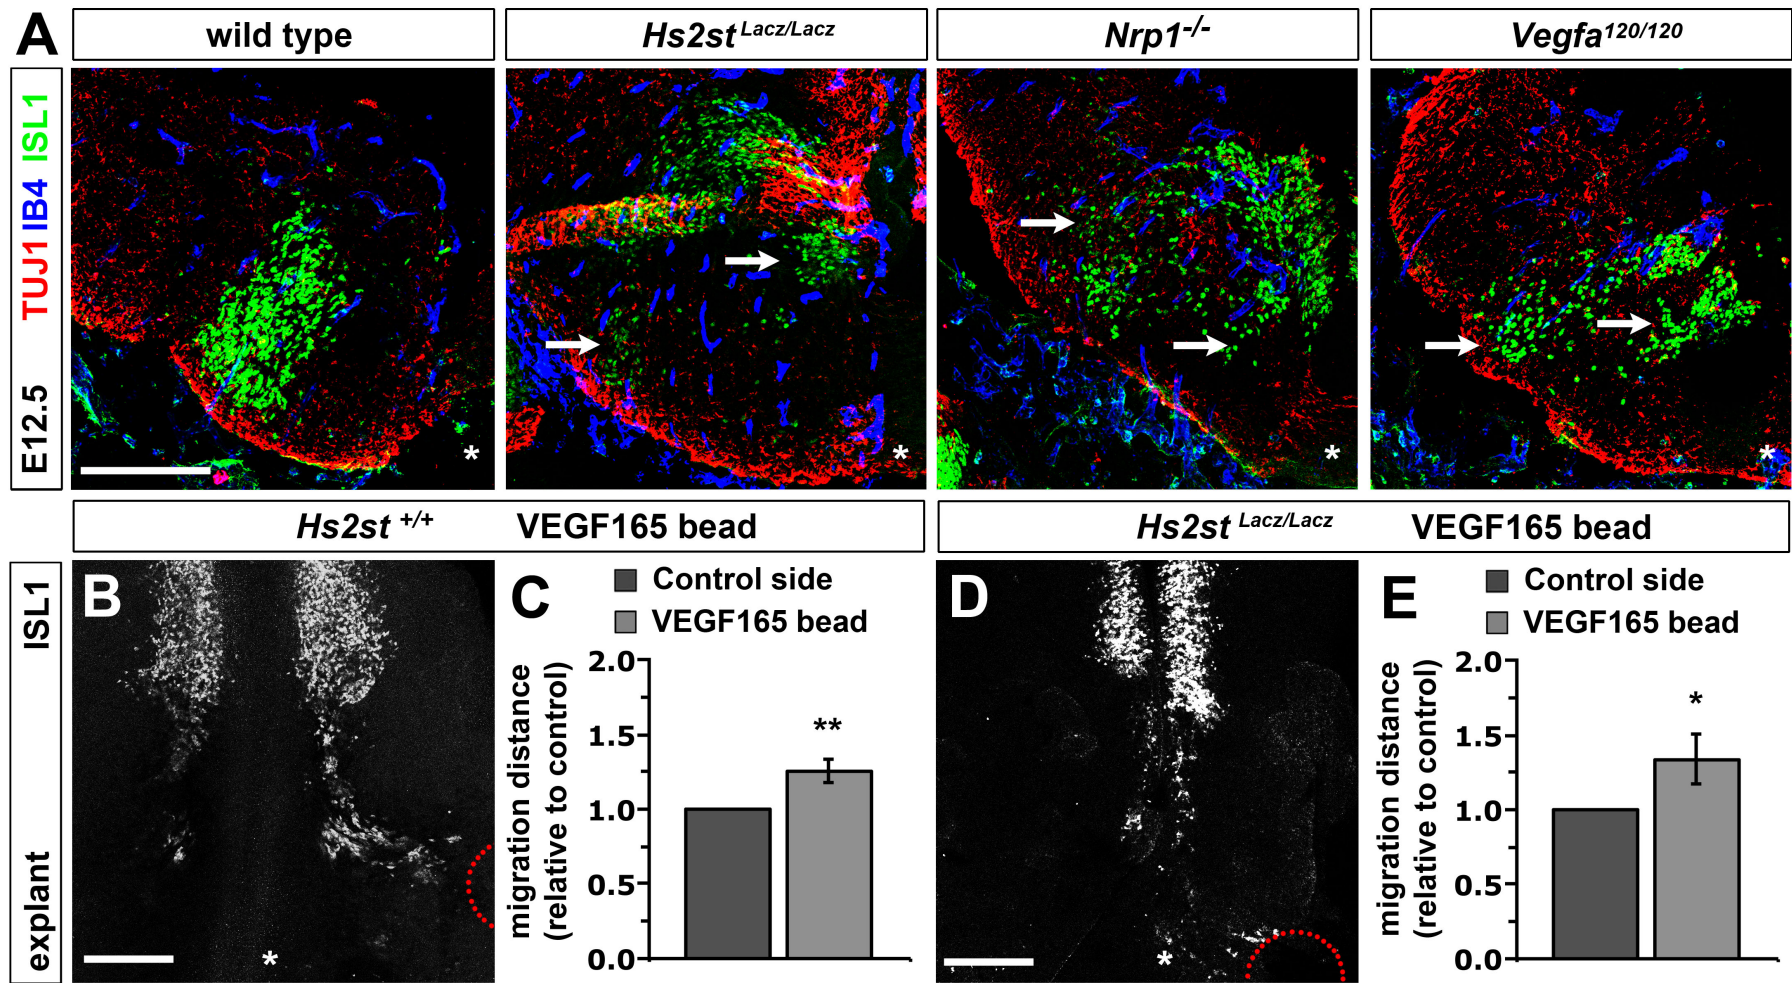 A
wild type
Hs2st Lacz/Lacz
Nrp1-/-
Vegfa120/120
E12.5 TUJ1 IB4 ISL1
*
*
*
*
Hs2st +/+ VEGF165 bead
Hs2st Lacz/Lacz VEGF165 bead
explant ISL1
B
*
C
Control side
VEGF165 bead
migration distance
(relative to control)
2.0
1.5
1.0
0.5
0.0
**
D
*
E
Control side
VEGF165 bead
migration distance
(relative to control)
2.0
1.5
1.0
0.5
0.0
*